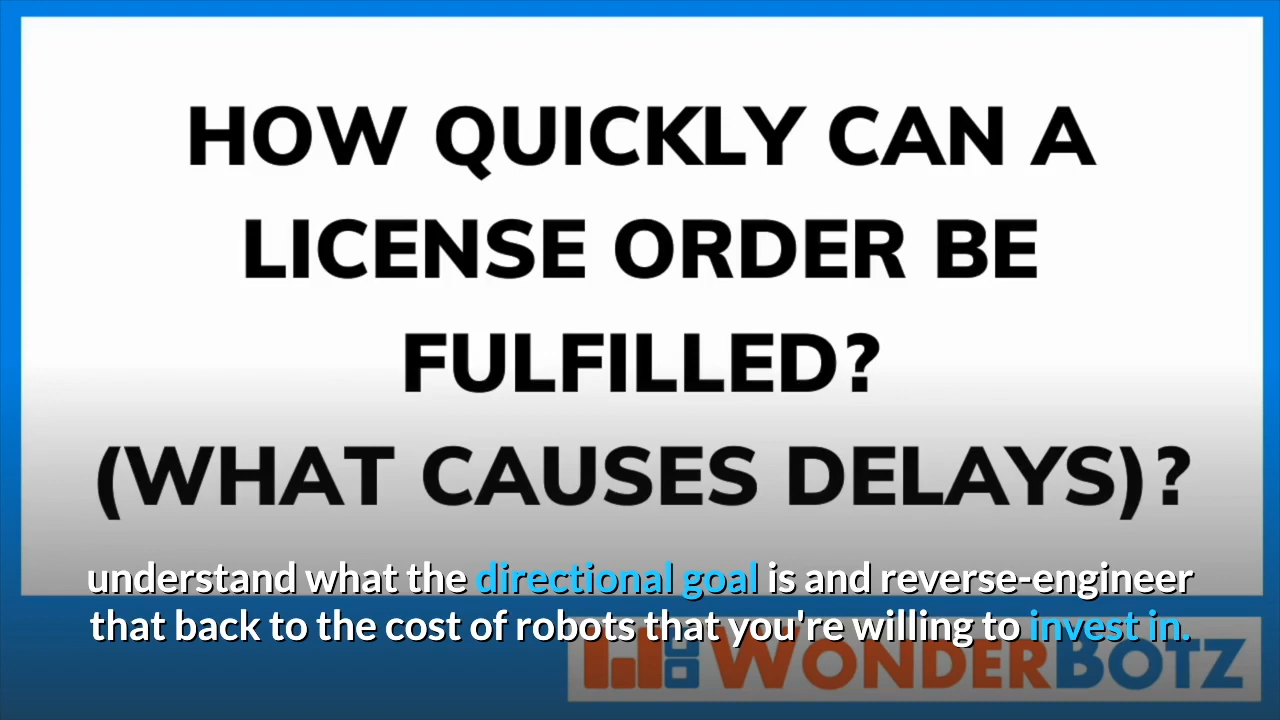 HOW QUICKLY CAN A
LICENSE ORDER BE
FULFILLED?
(WHAT CAUSES DELAYS)?
understand what the directional goal is and reverse-engineer
that back to the cost of robots that you're willing to invest in.
WONDERBOTZ